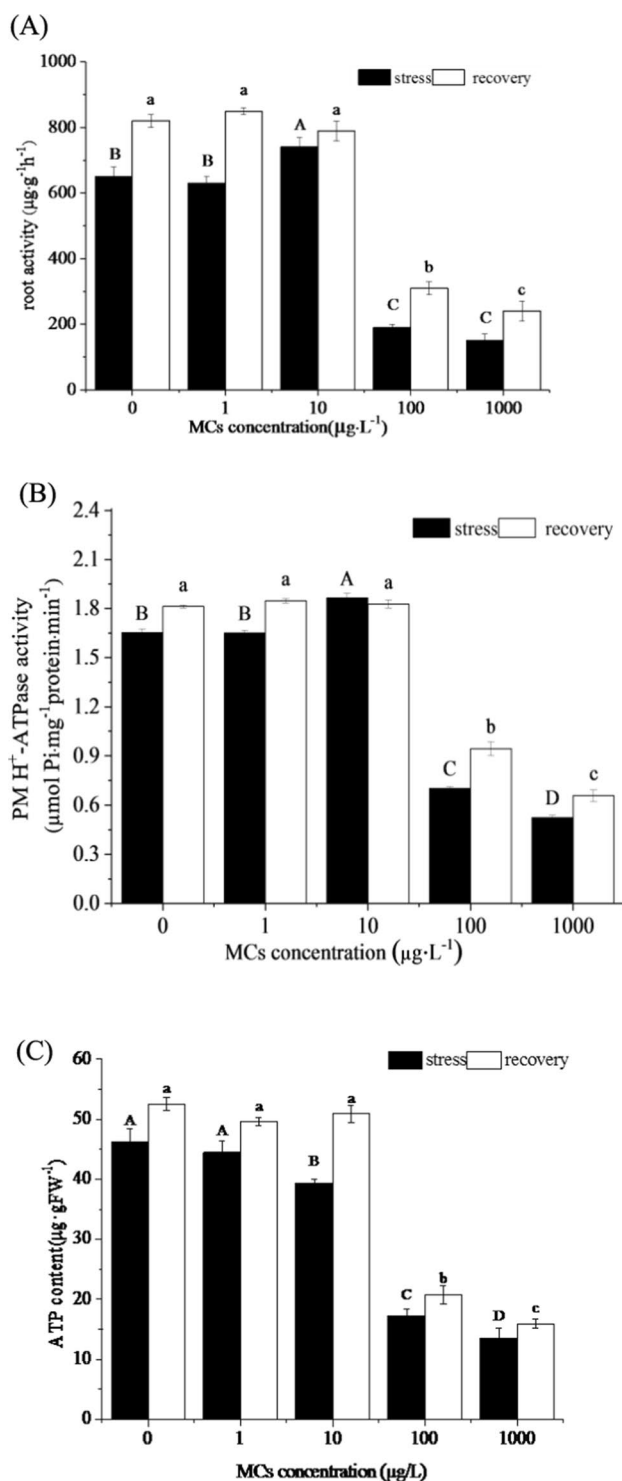 (A)
stress recovery
root activity (µg·g⁻¹h⁻¹)
1000
800
600
400
200
0
B a B a A a C b C c
0 1 10 100 1000
MCs concentration(µg·L⁻¹)
(B)
stress recovery
PM H⁺-ATPase activity
(µmol Pi·mg⁻¹protein·min⁻¹)
2.4
2.1
1.8
1.5
0.9
0.6
0.3
0.0
B a B a A a C b D c
0 1 10 100 1000
MCs concentration (µg·L⁻¹)
(C)
stress recovery
ATP content(µg·gFW⁻¹)
60
50
40
30
20
10
0
A a A a B a C b D c
0 1 10 100 1000
MCs concentration (µg/L)